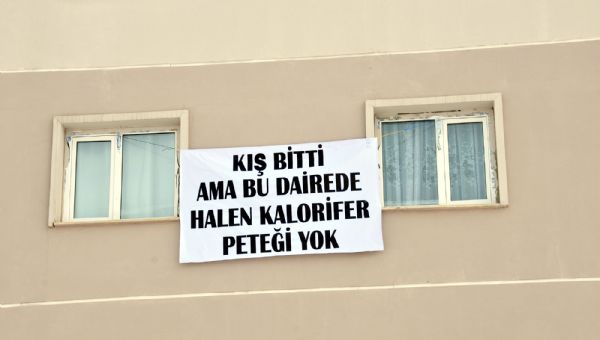 KIŞ BİTTİ
AMA BU DAİREDE
HALEN KALORİFER
PETEĞİ YOK